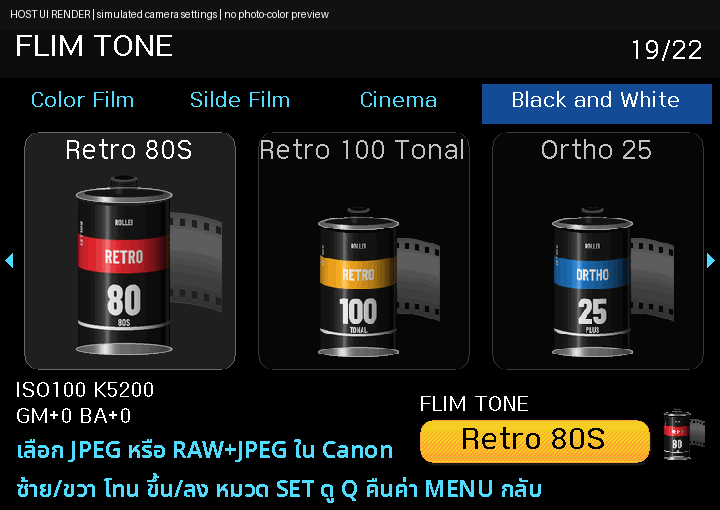 HOST UI RENDER | simulated camera settings | no photo-color preview
FLIM TONE
19/22
Color Film
Silde Film
Cinema
Black and White
Retro 80S
Retro 100 Tonal
Ortho 25
ROLLEI
RETRO
80
80S
ROLLEI
RETRO
100
TONAL
ROLLEI
ORTHO
25
PLUS
ISO100 K5200
GM+0 BA+0
FLIM TONE
Retro 80S
RETRO
80
เลือก JPEG หรือ RAW+JPEG ใน Canon
ซ้าย/ขวา โทน ขึ้น/ลง หมวด SET ดู Q คืนค่า MENU กลับ